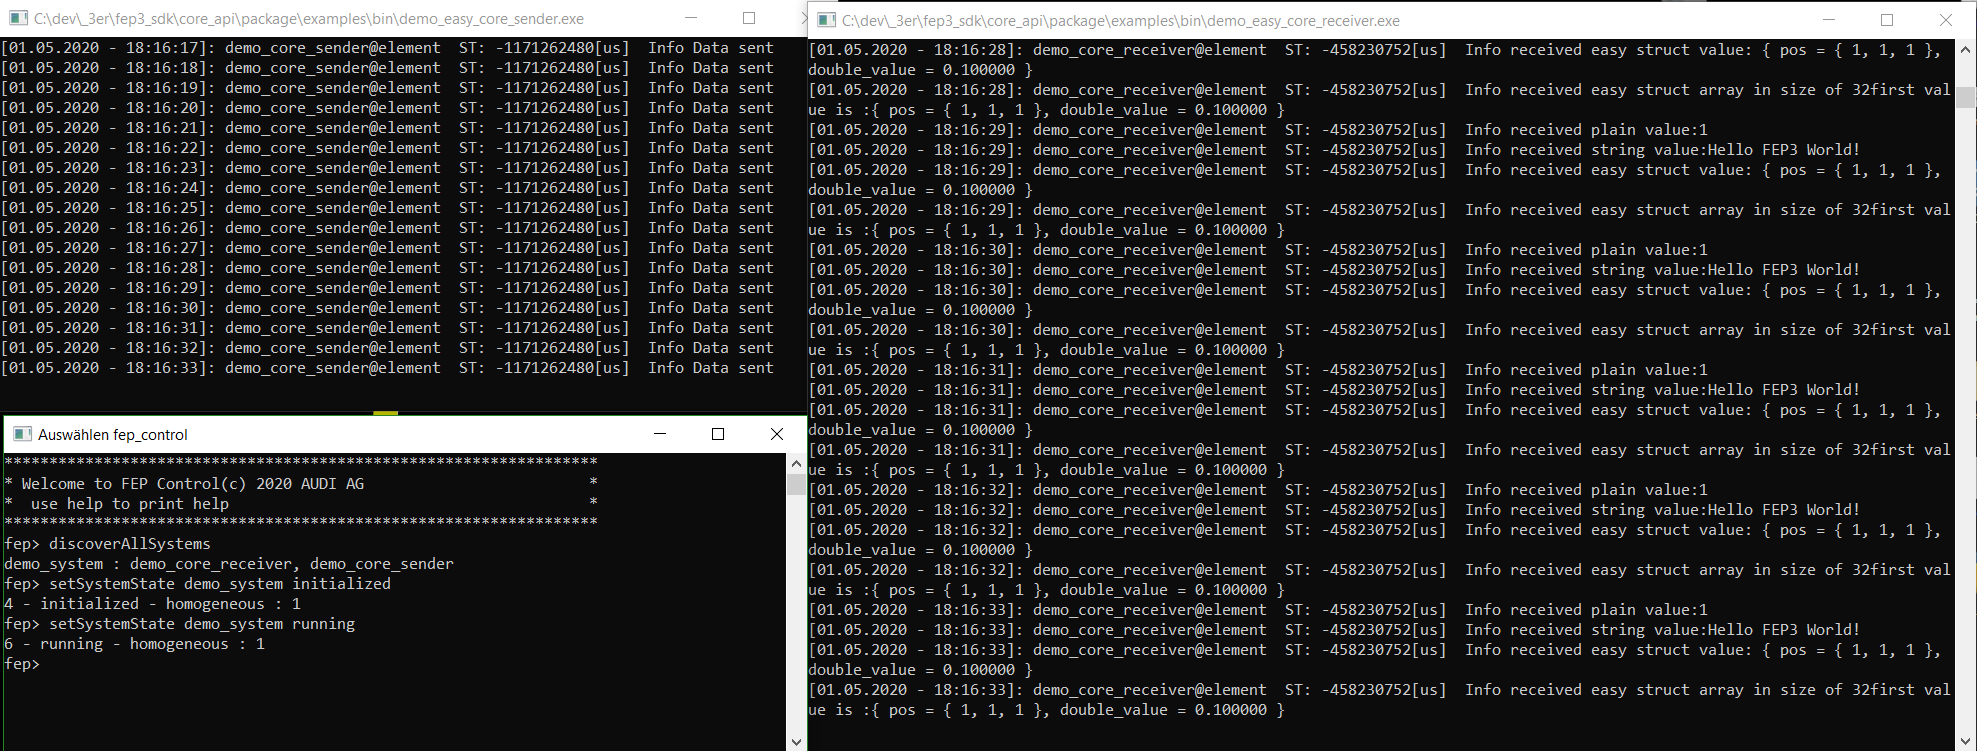 C:\dev\_3er\fep3_sdk\core_api\package\examples\bin\demo_easy_core_sender.exe
[01.05.2020 - 18:16:17]: demo_core_sender@element  ST: -1171262480[us]  Info Data sent
[01.05.2020 - 18:16:18]: demo_core_sender@element  ST: -1171262480[us]  Info Data sent
[01.05.2020 - 18:16:19]: demo_core_sender@element  ST: -1171262480[us]  Info Data sent
[01.05.2020 - 18:16:20]: demo_core_sender@element  ST: -1171262480[us]  Info Data sent
[01.05.2020 - 18:16:21]: demo_core_sender@element  ST: -1171262480[us]  Info Data sent
[01.05.2020 - 18:16:22]: demo_core_sender@element  ST: -1171262480[us]  Info Data sent
[01.05.2020 - 18:16:23]: demo_core_sender@element  ST: -1171262480[us]  Info Data sent
[01.05.2020 - 18:16:24]: demo_core_sender@element  ST: -1171262480[us]  Info Data sent
[01.05.2020 - 18:16:25]: demo_core_sender@element  ST: -1171262480[us]  Info Data sent
[01.05.2020 - 18:16:26]: demo_core_sender@element  ST: -1171262480[us]  Info Data sent
[01.05.2020 - 18:16:27]: demo_core_sender@element  ST: -1171262480[us]  Info Data sent
[01.05.2020 - 18:16:28]: demo_core_sender@element  ST: -1171262480[us]  Info Data sent
[01.05.2020 - 18:16:29]: demo_core_sender@element  ST: -1171262480[us]  Info Data sent
[01.05.2020 - 18:16:30]: demo_core_sender@element  ST: -1171262480[us]  Info Data sent
[01.05.2020 - 18:16:31]: demo_core_sender@element  ST: -1171262480[us]  Info Data sent
[01.05.2020 - 18:16:32]: demo_core_sender@element  ST: -1171262480[us]  Info Data sent
[01.05.2020 - 18:16:33]: demo_core_sender@element  ST: -1171262480[us]  Info Data sent
Auswählen fep_control
******************************************************************
* Welcome to FEP Control(c) 2020 AUDI AG                         *
*  use help to print help                                        *
******************************************************************
fep> discoverAllSystems
demo_system : demo_core_receiver, demo_core_sender
fep> setSystemState demo_system initialized
4 - initialized - homogeneous : 1
fep> setSystemState demo_system running
6 - running - homogeneous : 1
fep>
C:\dev\_3er\fep3_sdk\core_api\package\examples\bin\demo_easy_core_receiver.exe
[01.05.2020 - 18:16:28]: demo_core_receiver@element  ST: -458230752[us]  Info received easy struct value: { pos = { 1, 1, 1 },
double_value = 0.100000 }
[01.05.2020 - 18:16:28]: demo_core_receiver@element  ST: -458230752[us]  Info received easy struct array in size of 32first val
ue is :{ pos = { 1, 1, 1 }, double_value = 0.100000 }
[01.05.2020 - 18:16:29]: demo_core_receiver@element  ST: -458230752[us]  Info received plain value:1
[01.05.2020 - 18:16:29]: demo_core_receiver@element  ST: -458230752[us]  Info received string value:Hello FEP3 World!
[01.05.2020 - 18:16:29]: demo_core_receiver@element  ST: -458230752[us]  Info received easy struct value: { pos = { 1, 1, 1 },
double_value = 0.100000 }
[01.05.2020 - 18:16:29]: demo_core_receiver@element  ST: -458230752[us]  Info received easy struct array in size of 32first val
ue is :{ pos = { 1, 1, 1 }, double_value = 0.100000 }
[01.05.2020 - 18:16:30]: demo_core_receiver@element  ST: -458230752[us]  Info received plain value:1
[01.05.2020 - 18:16:30]: demo_core_receiver@element  ST: -458230752[us]  Info received string value:Hello FEP3 World!
[01.05.2020 - 18:16:30]: demo_core_receiver@element  ST: -458230752[us]  Info received easy struct value: { pos = { 1, 1, 1 },
double_value = 0.100000 }
[01.05.2020 - 18:16:30]: demo_core_receiver@element  ST: -458230752[us]  Info received easy struct array in size of 32first val
ue is :{ pos = { 1, 1, 1 }, double_value = 0.100000 }
[01.05.2020 - 18:16:31]: demo_core_receiver@element  ST: -458230752[us]  Info received plain value:1
[01.05.2020 - 18:16:31]: demo_core_receiver@element  ST: -458230752[us]  Info received string value:Hello FEP3 World!
[01.05.2020 - 18:16:31]: demo_core_receiver@element  ST: -458230752[us]  Info received easy struct value: { pos = { 1, 1, 1 },
double_value = 0.100000 }
[01.05.2020 - 18:16:31]: demo_core_receiver@element  ST: -458230752[us]  Info received easy struct array in size of 32first val
ue is :{ pos = { 1, 1, 1 }, double_value = 0.100000 }
[01.05.2020 - 18:16:32]: demo_core_receiver@element  ST: -458230752[us]  Info received plain value:1
[01.05.2020 - 18:16:32]: demo_core_receiver@element  ST: -458230752[us]  Info received string value:Hello FEP3 World!
[01.05.2020 - 18:16:32]: demo_core_receiver@element  ST: -458230752[us]  Info received easy struct value: { pos = { 1, 1, 1 },
double_value = 0.100000 }
[01.05.2020 - 18:16:32]: demo_core_receiver@element  ST: -458230752[us]  Info received easy struct array in size of 32first val
ue is :{ pos = { 1, 1, 1 }, double_value = 0.100000 }
[01.05.2020 - 18:16:33]: demo_core_receiver@element  ST: -458230752[us]  Info received plain value:1
[01.05.2020 - 18:16:33]: demo_core_receiver@element  ST: -458230752[us]  Info received string value:Hello FEP3 World!
[01.05.2020 - 18:16:33]: demo_core_receiver@element  ST: -458230752[us]  Info received easy struct value: { pos = { 1, 1, 1 },
double_value = 0.100000 }
[01.05.2020 - 18:16:33]: demo_core_receiver@element  ST: -458230752[us]  Info received easy struct array in size of 32first val
ue is :{ pos = { 1, 1, 1 }, double_value = 0.100000 }